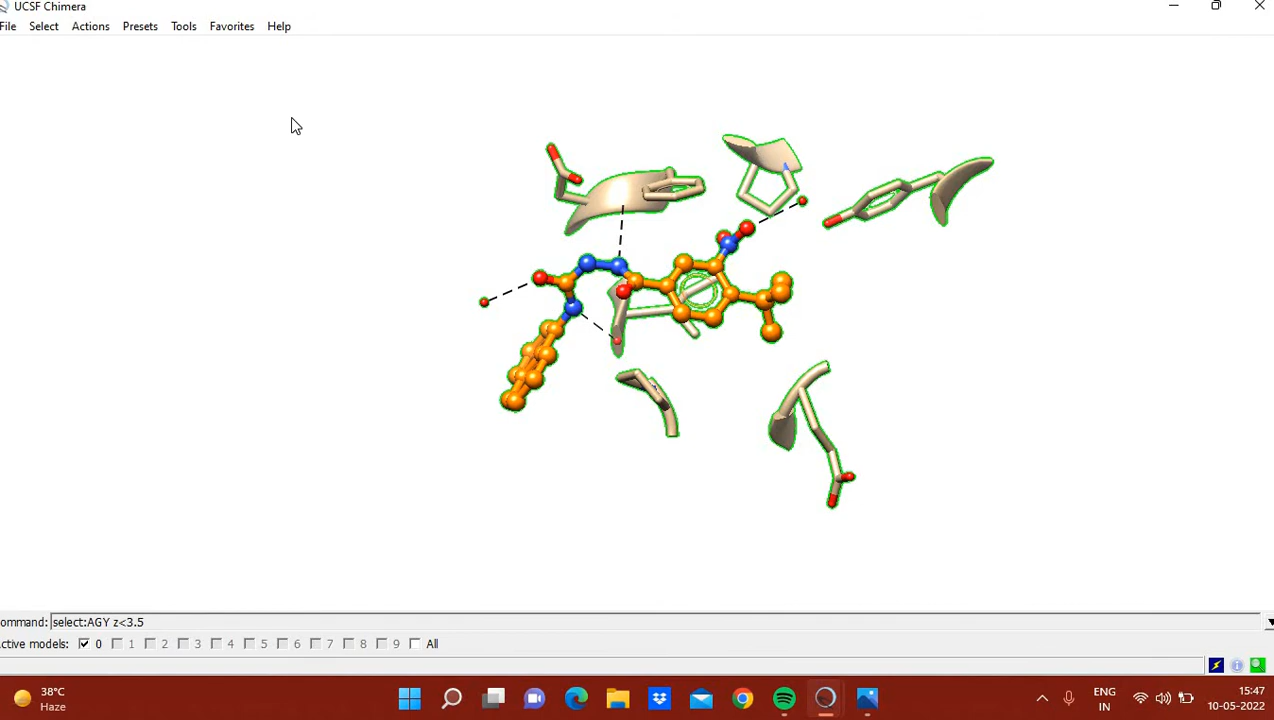 UCSF Chimera
File Select Actions Presets Tools Favorites Help
ommand: select:AGY z<3.5
ctive models: 0 1 2 3 4 5 6 7 8 9 All
38°C
Haze
ENG
IN
15:47
10-05-2022